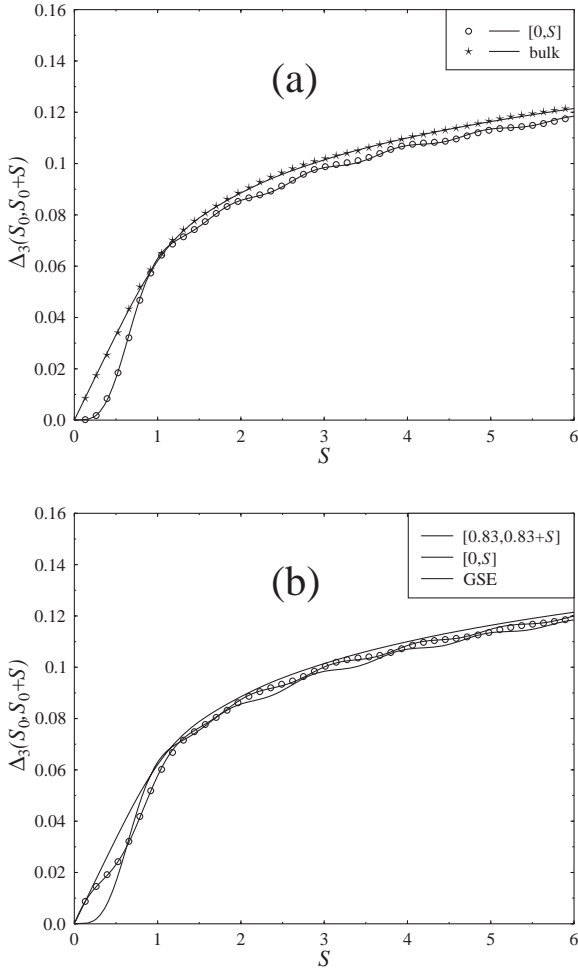 0.16
0.14
0.12
0.1
0.08
0.06
0.04
0.02
0.0
Δ₃(S₀,S₀+S)
(a)
[0,S]
bulk
0 1 2 3 4 5 6
S
0.16
0.14
0.12
0.1
0.08
0.06
0.04
0.02
0.0
Δ₃(S₀,S₀+S)
(b)
[0.83,0.83+S]
[0,S]
GSE
0 1 2 3 4 5 6
S